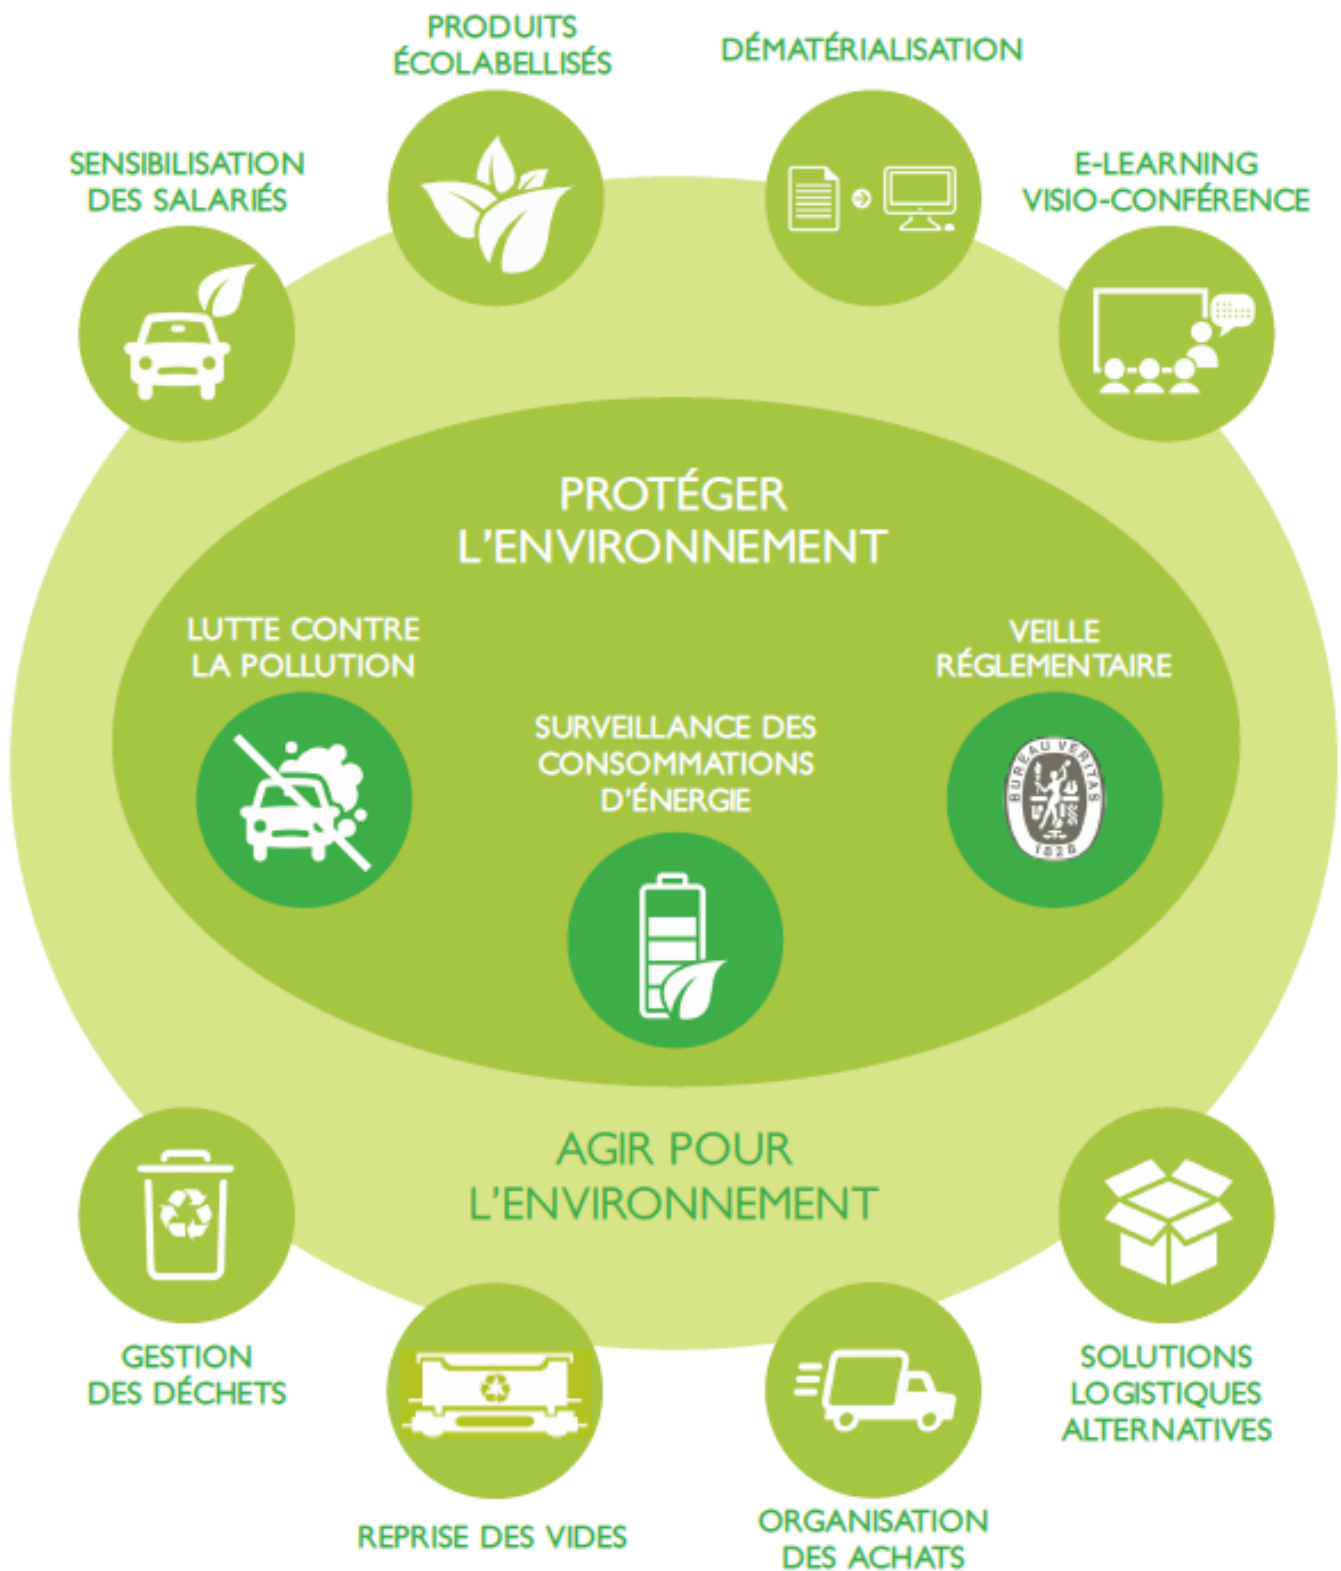 PRODUITS
ÉCOLABELLISÉS
DÉMATÉRIALISATION
SENSIBILISATION
DES SALARIÉS
E-LEARNING
VISIO-CONFÉRENCE
PROTÉGER
L'ENVIRONNEMENT
LUTTE CONTRE
LA POLLUTION
SURVEILLANCE DES
CONSOMMATIONS
D'ÉNERGIE
VEILLE
RÉGLEMENTAIRE
BUREAU VERITAS
1828
AGIR POUR
L'ENVIRONNEMENT
GESTION
DES DÉCHETS
REPRISE DES VIDES
ORGANISATION
DES ACHATS
SOLUTIONS
LOGISTIQUES
ALTERNATIVES